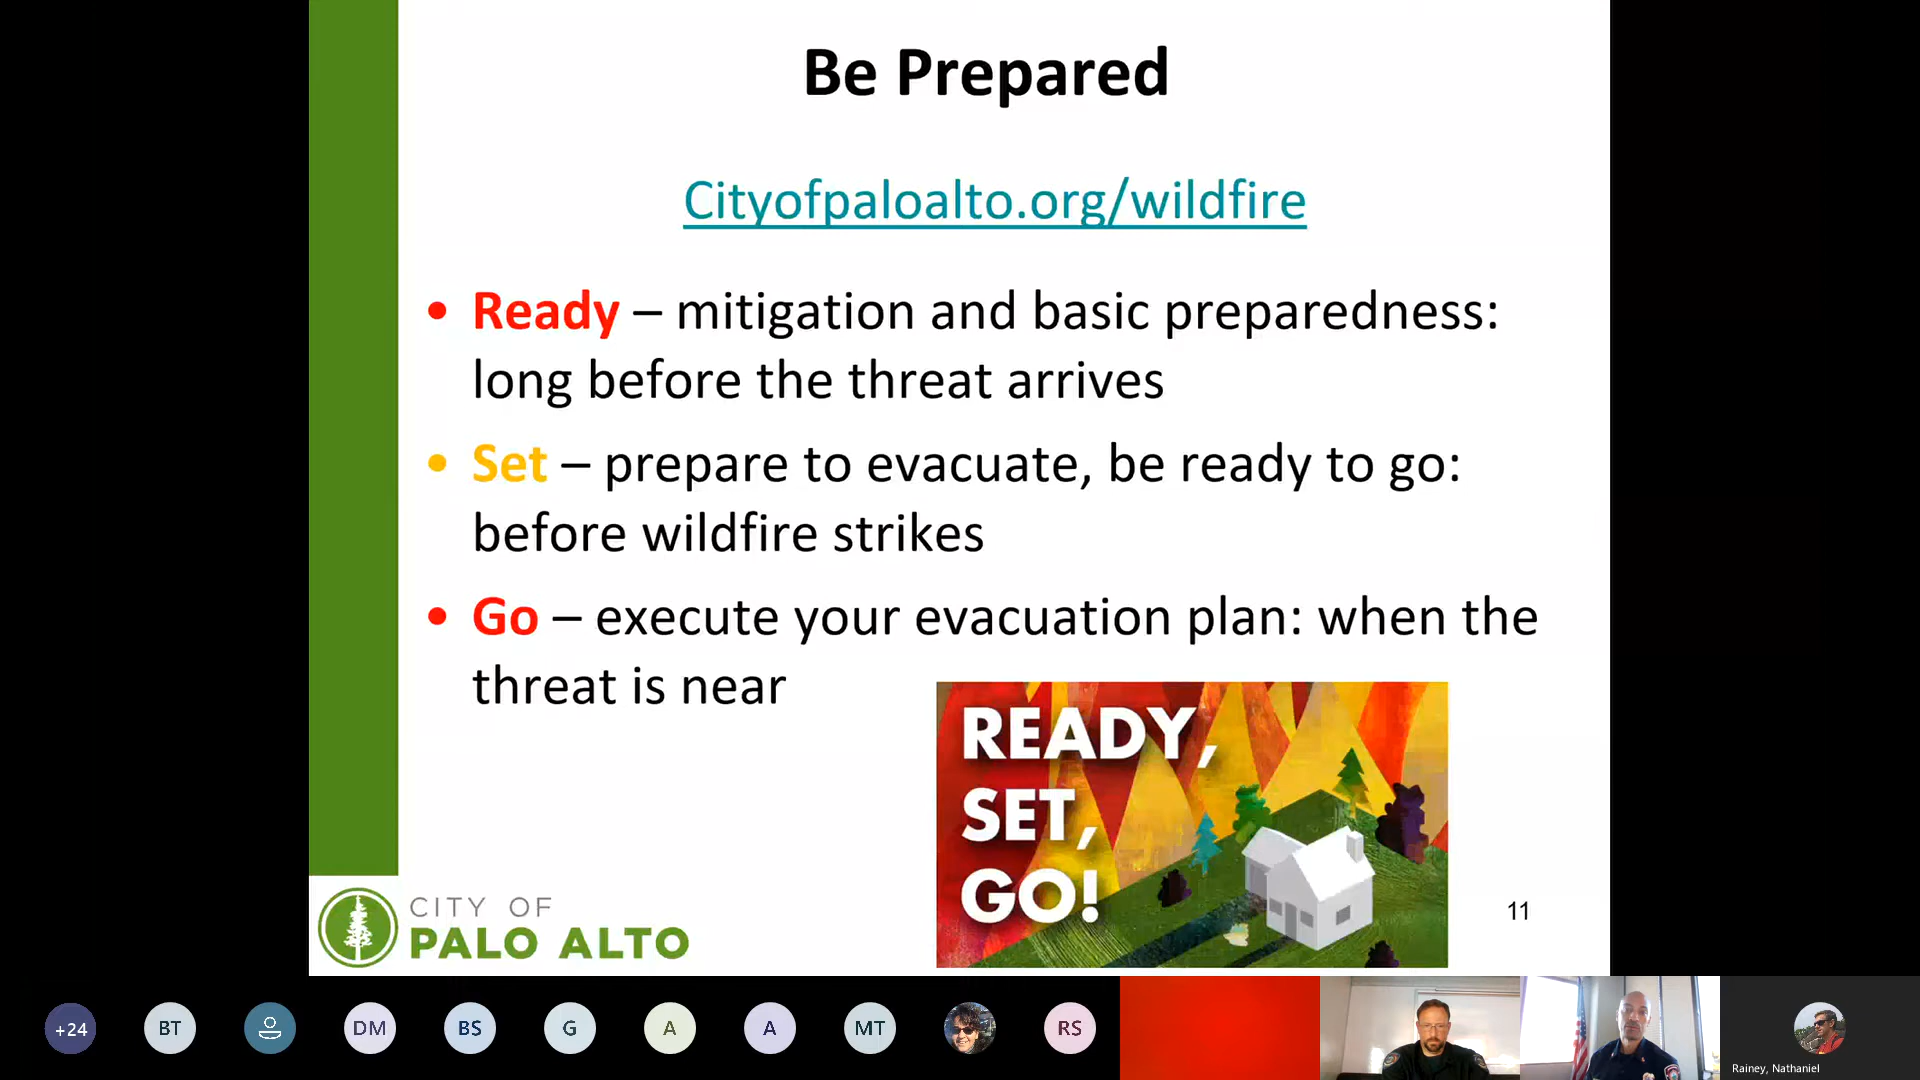 Be Prepared
Cityofpaloalto.org/wildfire
• Ready – mitigation and basic preparedness:
long before the threat arrives
• Set – prepare to evacuate, be ready to go:
before wildfire strikes
• Go – execute your evacuation plan: when the
threat is near
READY,
SET,
GO!
CITY OF
PALO ALTO
11
+24
BT
DM
BS
G
A
A
MT
RS
Rainey, Nathaniel